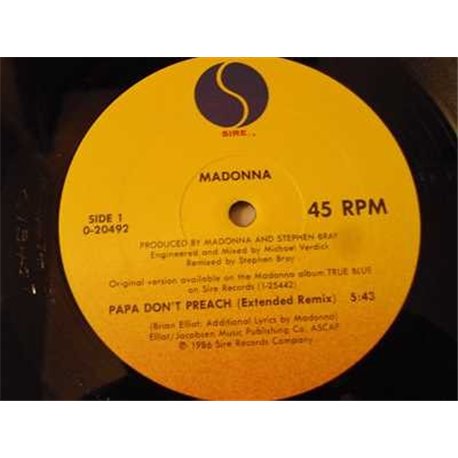 SIRE
MADONNA
SIDE 1
0-20492
45 RPM
PRODUCED BY MADONNA AND STEPHEN BRAY
Engineered and Mixed by Michael Verdick
Remixed by Stephen Bray
Original version available on the Madonna album TRUE BLUE
on Sire Records (1-25442)
PAPA DON'T PREACH (Extended Remix) 5:43
(Brian Elliot: Additional Lyrics by Madonna)
Elliot/Jacobsen Music Publishing Co. ASCAP
℗ 1986 Sire Records Company